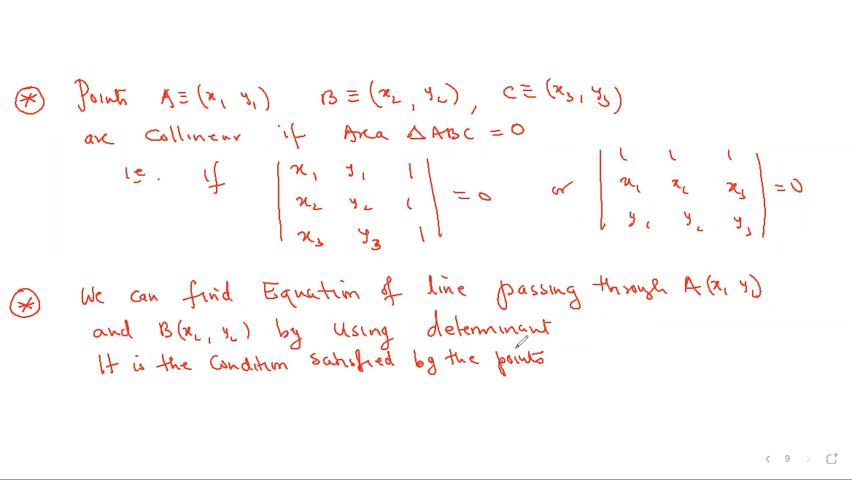 ⊛ Points A ≡ (x₁ y₁) B ≡ (x₂, y₂), C ≡ (x₃, y₃)
are collinear if Area △ABC = 0
i.e. if | x₁ y₁ 1 | = 0 or | 1 1 1 | = 0
| x₂ y₂ 1 | | x₁ x₂ x₃ |
| x₃ y₃ 1 | | y₁ y₂ y₃ |
⊛ We can find Equation of line passing through A(x₁ y₁)
and B(x₂, y₂) by using determinant
It is the condition satisfied by the points
9